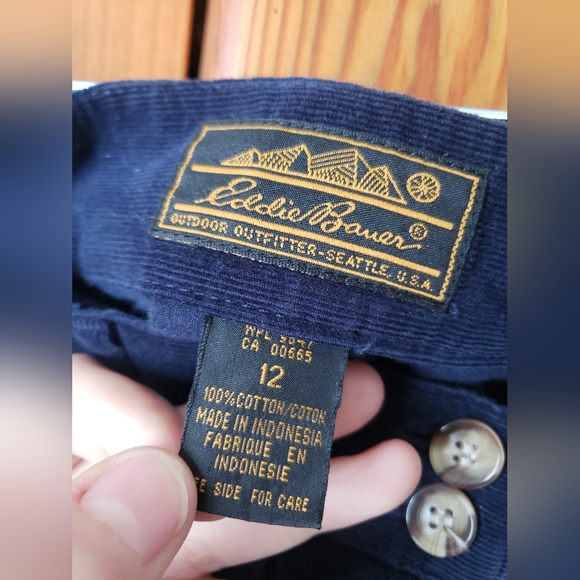 Eddie Bauer®
OUTDOOR OUTFITTER-SEATTLE, U.S.A.
WPL
CA 00665
12
100% COTTON/COTON
MADE IN INDONESIA
FABRIQUE EN
INDONESIE
SIDE FOR CARE